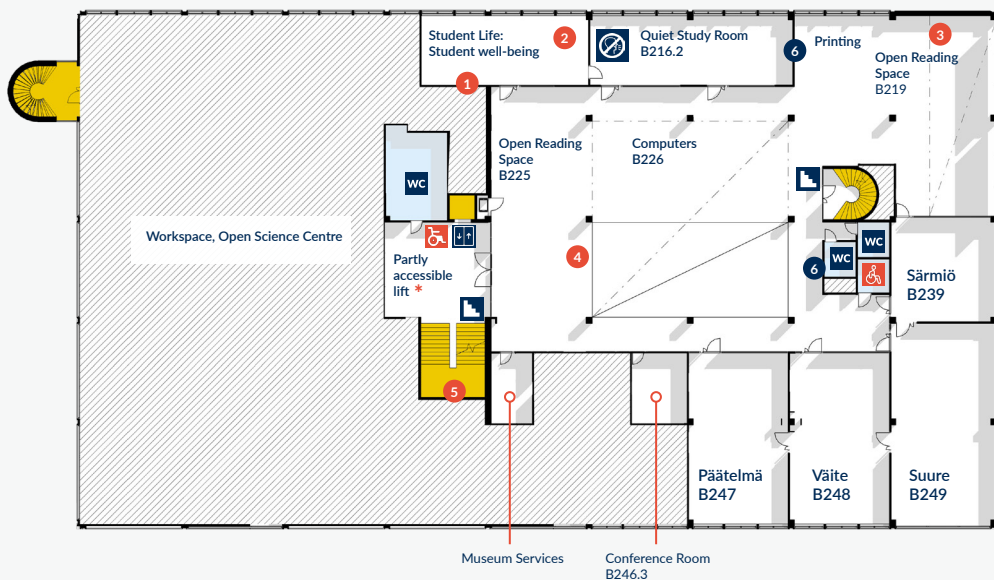 Student Life:
Student well-being
2
Quiet Study Room
B216.2
6
Printing
3
Open Reading
Space
B219
1
Open Reading
Space
B225
Computers
B226
WC
Workspace, Open Science Centre
Partly
accessible
lift *
4
WC
6
WC
Särmiö
B239
5
Päätelmä
B247
Väite
B248
Suure
B249
Museum Services
Conference Room
B246.3